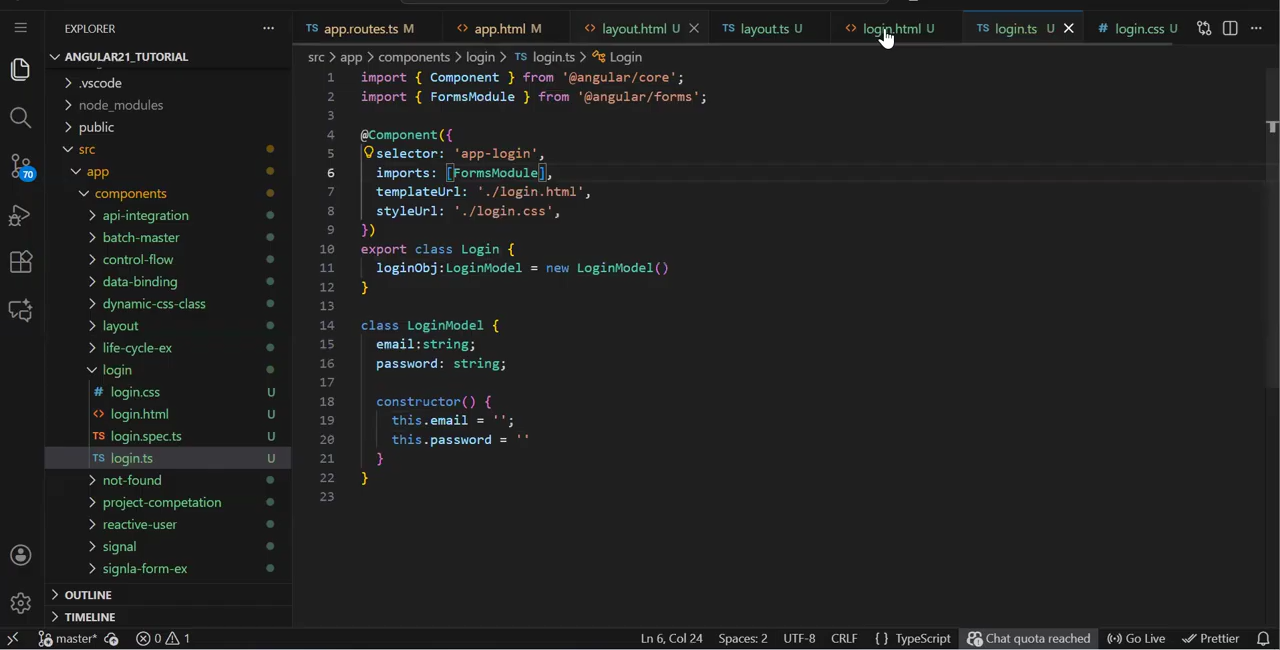 EXPLORER
ANGULAR21_TUTORIAL
.vscode
node_modules
public
src
app
components
api-integration
batch-master
control-flow
data-binding
dynamic-css-class
layout
life-cycle-ex
login
# login.css U
<> login.html U
TS login.spec.ts U
TS login.ts U
not-found
project-competation
reactive-user
signal
signla-form-ex
OUTLINE
TIMELINE
70
TS app.routes.ts M
<> app.html M
<> layout.html U
TS layout.ts U
<> login.html U
TS login.ts U
# login.css U
src > app > components > login > TS login.ts > Login
1 import { Component } from '@angular/core';
2 import { FormsModule } from '@angular/forms';
3
4 @Component({
5 selector: 'app-login',
6 imports: [FormsModule],
7 templateUrl: './login.html',
8 styleUrl: './login.css',
9 })
10 export class Login {
11 loginObj:LoginModel = new LoginModel()
12 }
13
14 class LoginModel {
15 email:string;
16 password: string;
17
18 constructor() {
19 this.email = '';
20 this.password = ''
21 }
22 }
23
master* 0 1 Ln 6, Col 24 Spaces: 2 UTF-8 CRLF { } TypeScript Chat quota reached Go Live Prettier